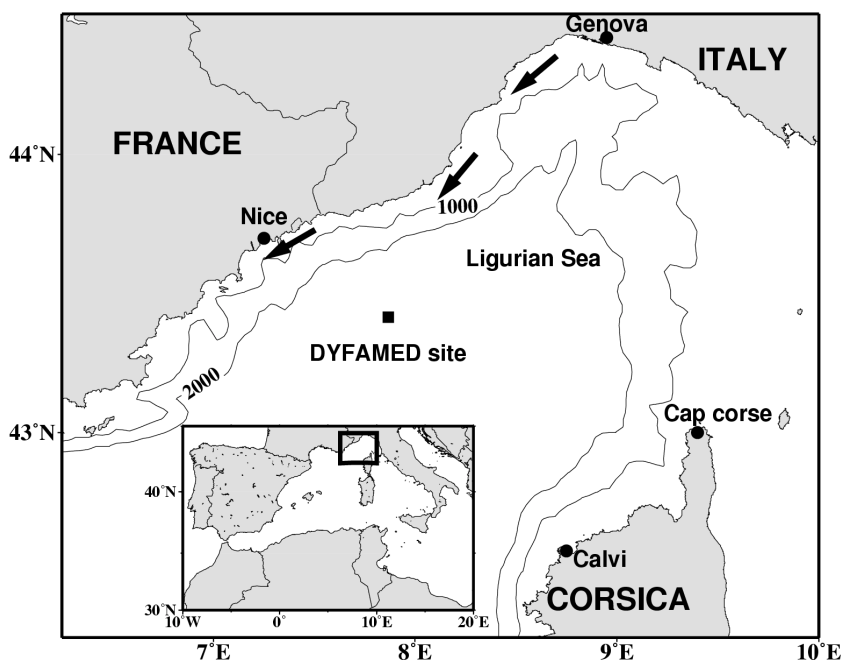 Genova
ITALY
FRANCE
44°N
Nice
1000
Ligurian Sea
DYFAMED site
2000
Cap corse
43°N
40°N
Calvi
CORSICA
30°N
10°W
0°
10°E
20°E
7°E
8°E
9°E
10°E